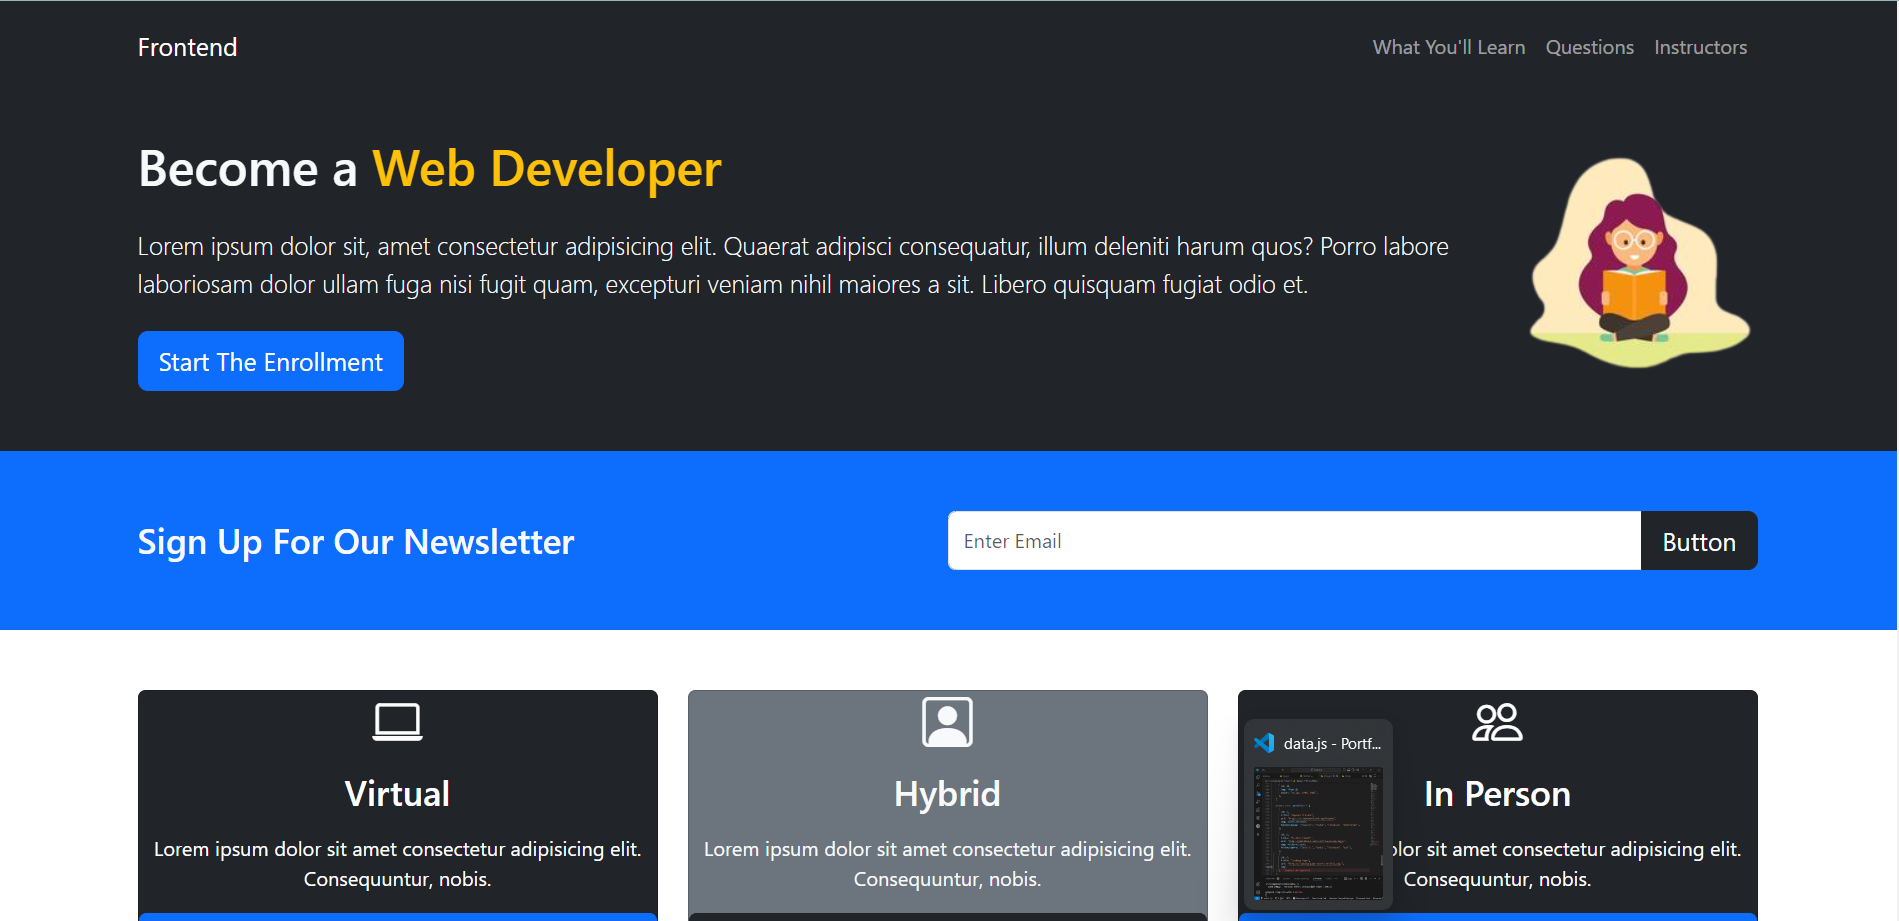 Frontend
What You'll Learn Questions Instructors
Become a Web Developer
Lorem ipsum dolor sit, amet consectetur adipisicing elit. Quaerat adipisci consequatur, illum deleniti harum quos? Porro labore
laboriosam dolor ullam fuga nisi fugit quam, excepturi veniam nihil maiores a sit. Libero quisquam fugiat odio et.
Start The Enrollment
Sign Up For Our Newsletter
Enter Email
Button
Virtual
Lorem ipsum dolor sit amet consectetur adipisicing elit.
Consequuntur, nobis.
Hybrid
Lorem ipsum dolor sit amet consectetur adipisicing elit.
Consequuntur, nobis.
data.js - Portf...
In Person
sit amet consectetur adipisicing elit.
Consequuntur, nobis.